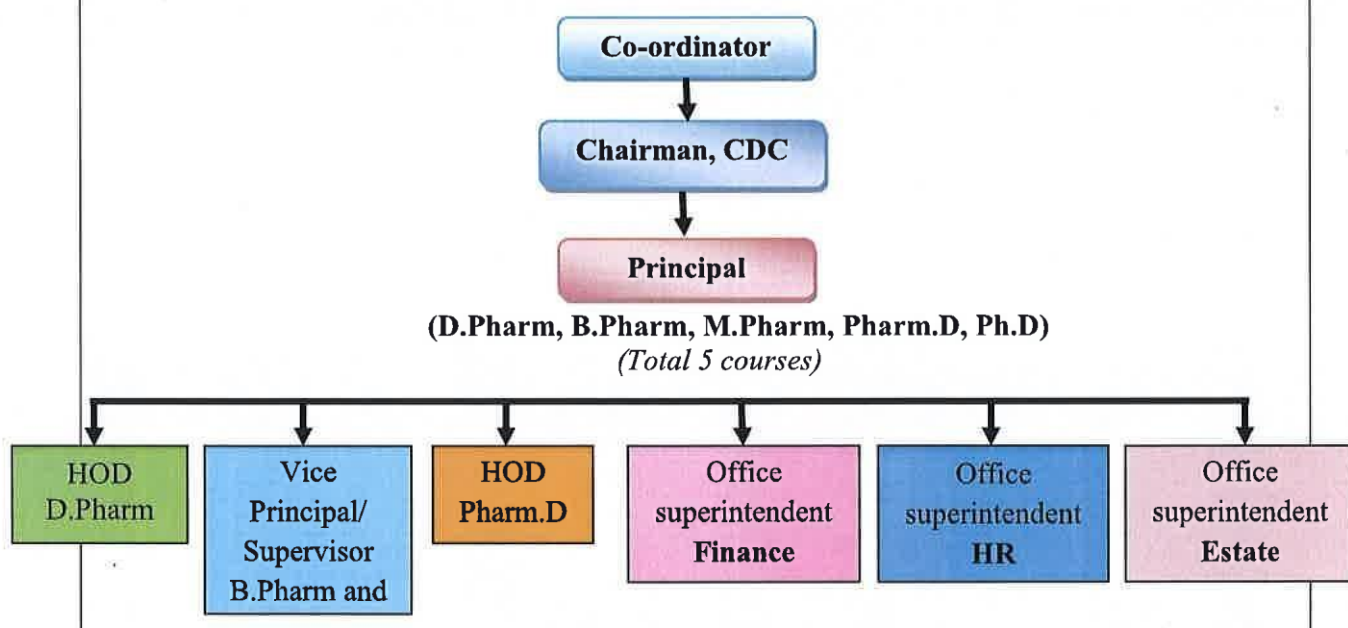 Co-ordinator
Chairman, CDC
Principal
(D.Pharm, B.Pharm, M.Pharm, Pharm.D, Ph.D)
(Total 5 courses)
HOD
D.Pharm
Vice
Principal/
Supervisor
B.Pharm and
HOD
Pharm.D
Office
superintendent
Finance
Office
superintendent
HR
Office
superintendent
Estate